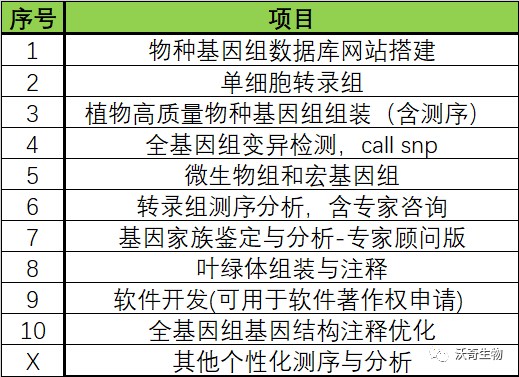 序号 项目
1 物种基因组数据库网站搭建
2 单细胞转录组
3 植物高质量物种基因组组装（含测序）
4 全基因组变异检测，call snp
5 微生物组和宏基因组
6 转录组测序分析，含专家咨询
7 基因家族鉴定与分析-专家顾问版
8 叶绿体组装与注释
9 软件开发(可用于软件著作权申请)
10 全基因组基因结构注释优化
X 其他个性化测序与分析
沃奇生物